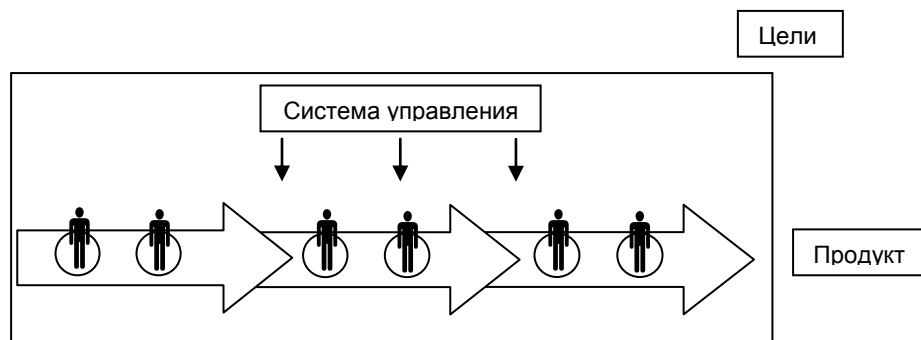 Цели
Система управления
Продукт